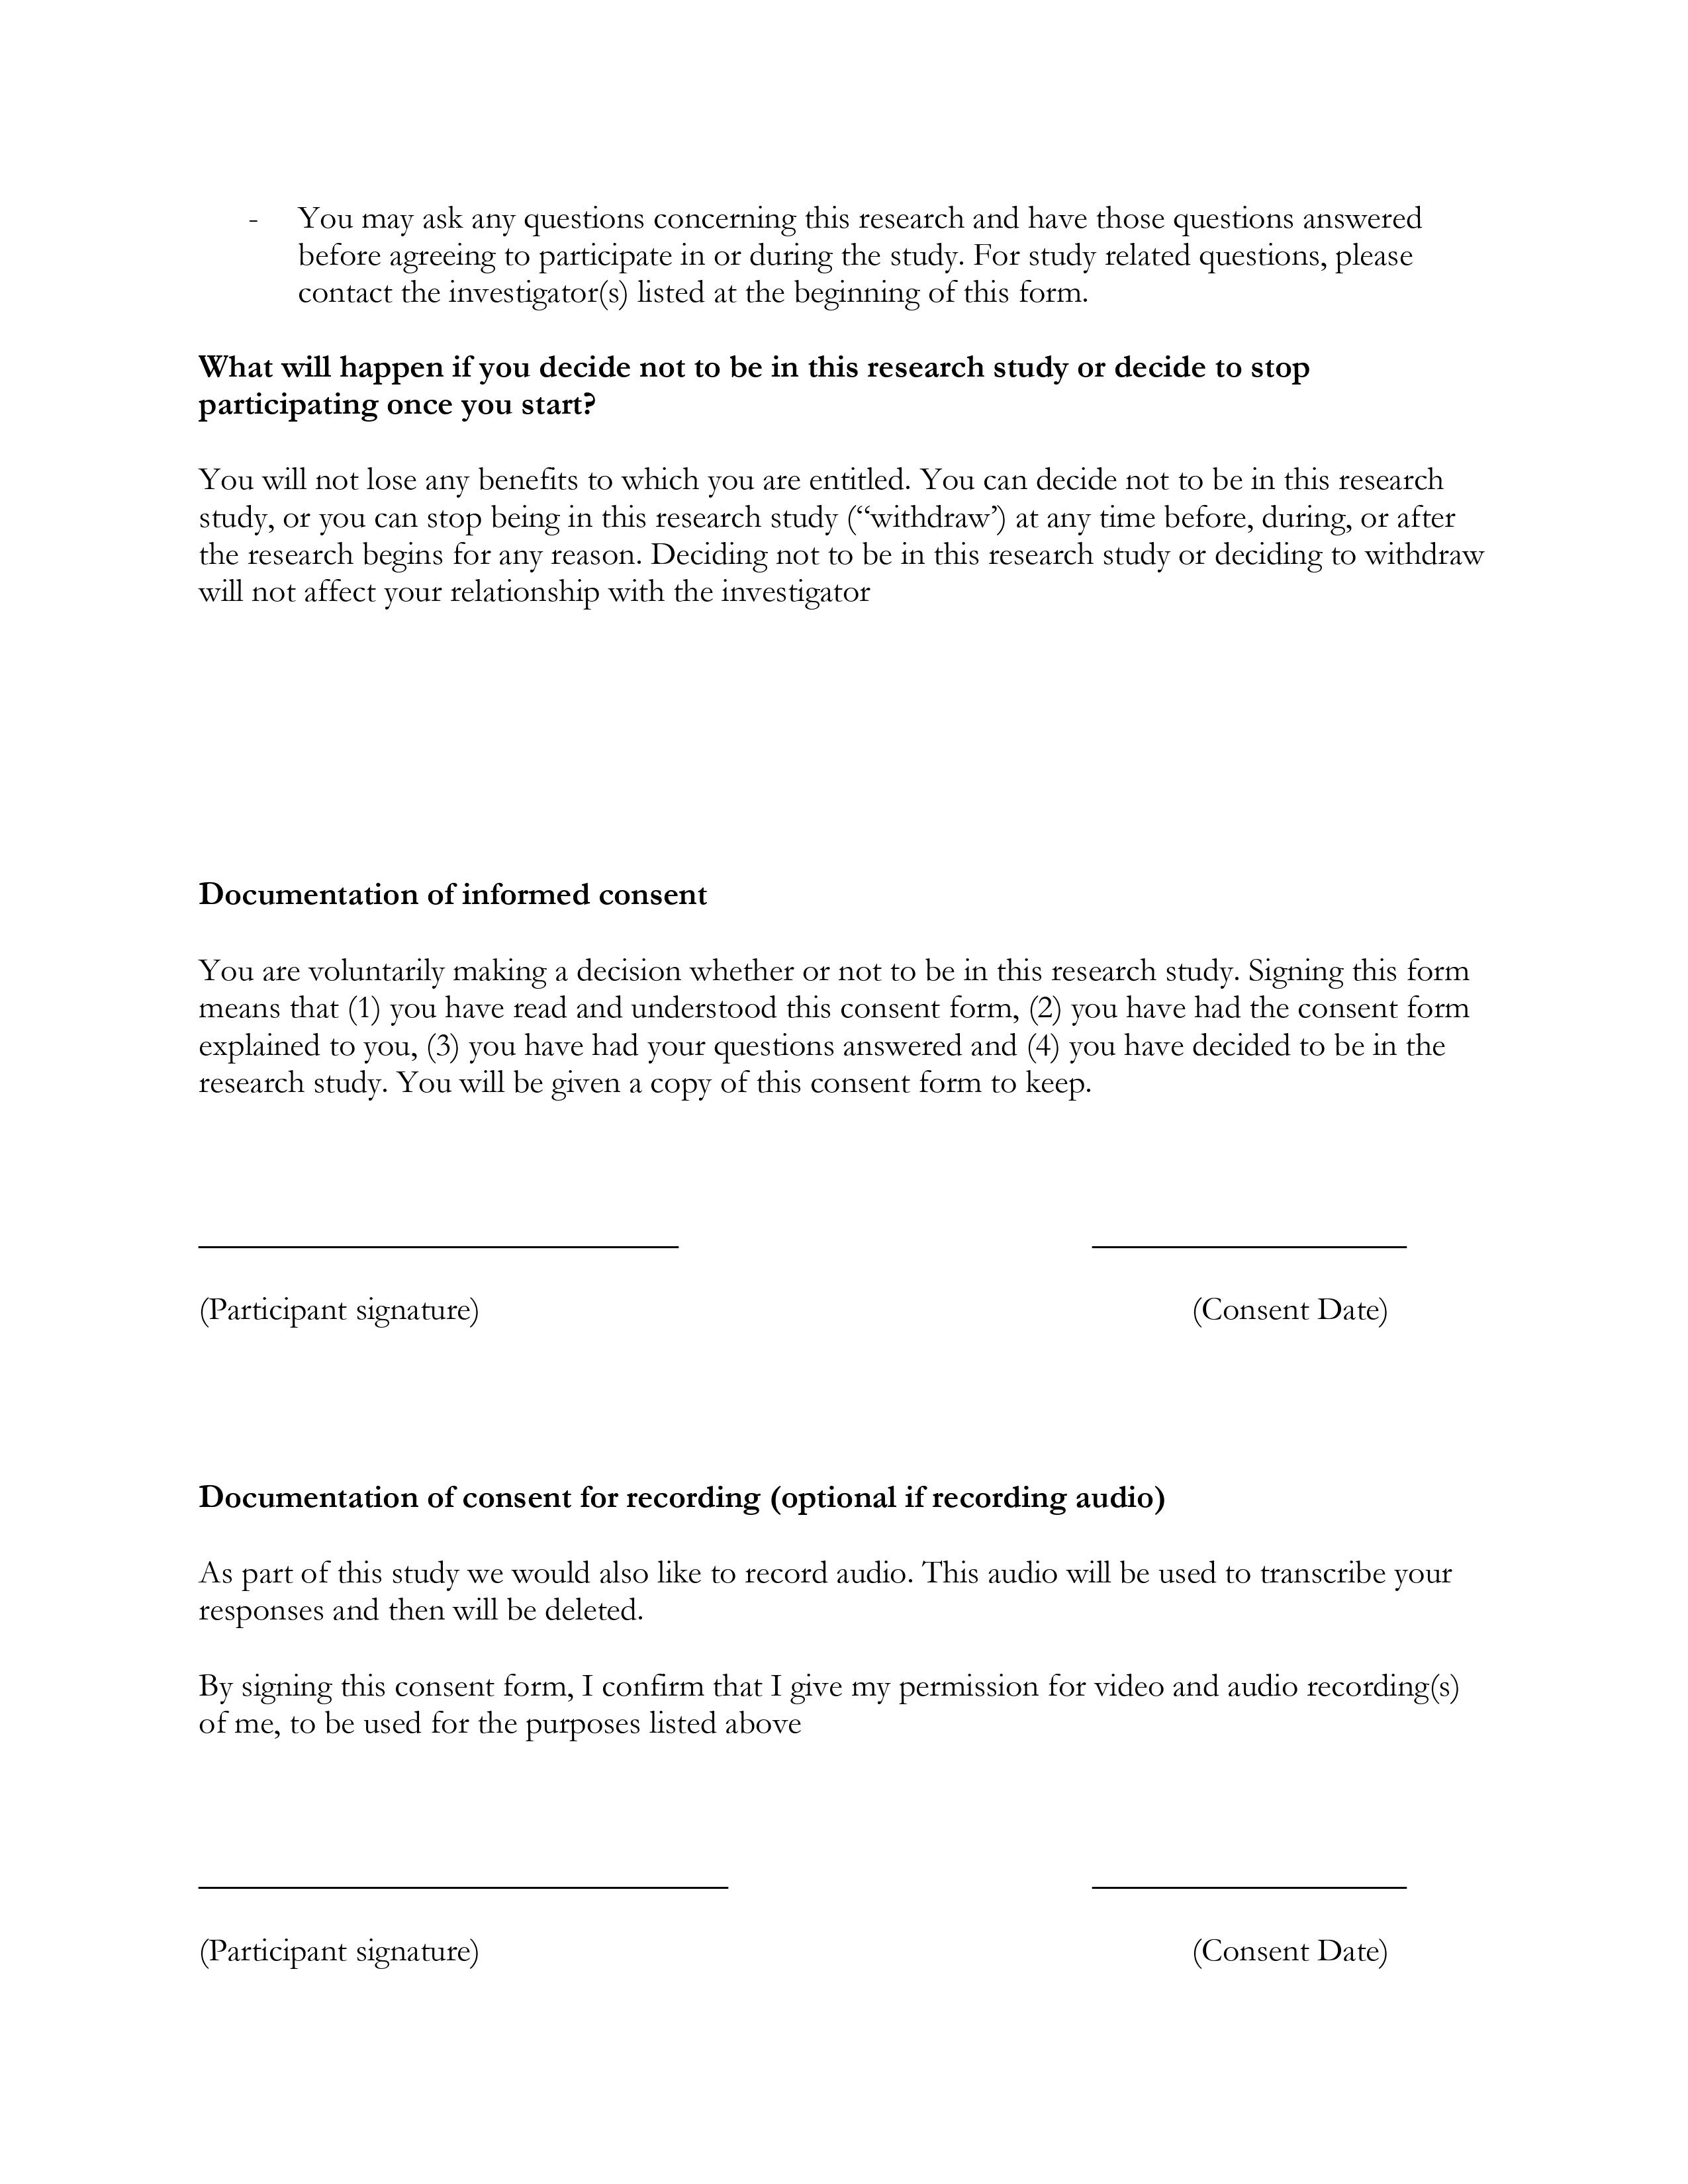 - You may ask any questions concerning this research and have those questions answered
before agreeing to participate in or during the study. For study related questions, please
contact the investigator(s) listed at the beginning of this form.
What will happen if you decide not to be in this research study or decide to stop
participating once you start?
You will not lose any benefits to which you are entitled. You can decide not to be in this research
study, or you can stop being in this research study (“withdraw’) at any time before, during, or after
the research begins for any reason. Deciding not to be in this research study or deciding to withdraw
will not affect your relationship with the investigator
Documentation of informed consent
You are voluntarily making a decision whether or not to be in this research study. Signing this form
means that (1) you have read and understood this consent form, (2) you have had the consent form
explained to you, (3) you have had your questions answered and (4) you have decided to be in the
research study. You will be given a copy of this consent form to keep.
(Participant signature) (Consent Date)
Documentation of consent for recording (optional if recording audio)
As part of this study we would also like to record audio. This audio will be used to transcribe your
responses and then will be deleted.
By signing this consent form, I confirm that I give my permission for video and audio recording(s)
of me, to be used for the purposes listed above
(Participant signature) (Consent Date)